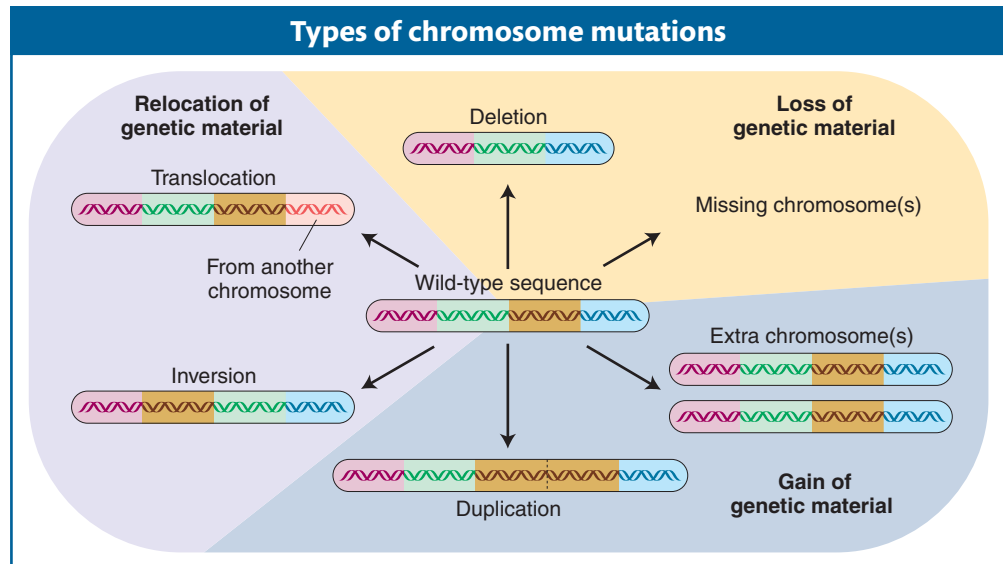 Types of chromosome mutations
Relocation of
genetic material
Deletion
Loss of
genetic material
Translocation
Missing chromosome(s)
From another
chromosome
Wild-type sequence
Extra chromosome(s)
Inversion
Duplication
Gain of
genetic material